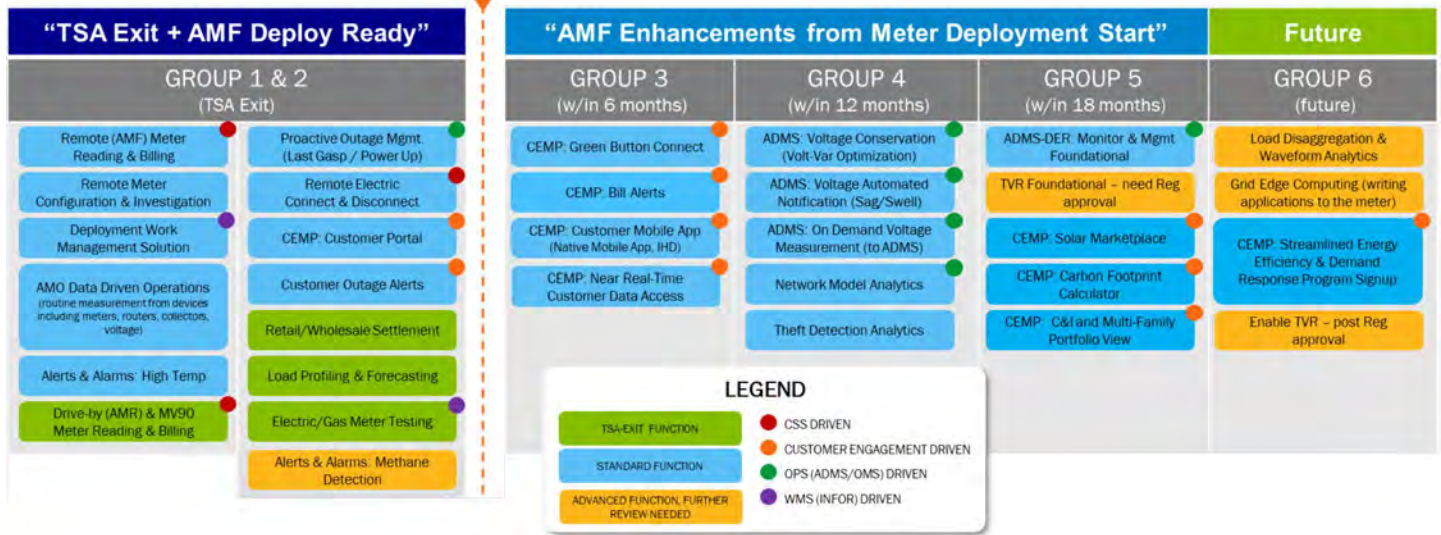 “TSA Exit + AMF Deploy Ready”
“AMF Enhancements from Meter Deployment Start”
Future
GROUP 1 & 2
(TSA Exit)
GROUP 3
(w/in 6 months)
GROUP 4
(w/in 12 months)
GROUP 5
(w/in 18 months)
GROUP 6
(future)
Remote (AMF) Meter
Reading & Billing
Remote Meter
Configuration & Investigation
Deployment Work
Management Solution
AMO Data Driven Operations
(routine measurement from devices
including meters, routers, collectors,
voltage)
Alerts & Alarms: High Temp
Drive-by (AMR) & MV90
Meter Reading & Billing
Proactive Outage Mgmt.
(Last Gasp / Power Up)
Remote Electric
Connect & Disconnect
CEMP: Customer Portal
Customer Outage Alerts
Retail/Wholesale Settlement
Load Profiling & Forecasting
Electric/Gas Meter Testing
Alerts & Alarms: Methane
Detection
CEMP: Green Button Connect
CEMP: Bill Alerts
CEMP: Customer Mobile App
(Native Mobile App, IHD)
CEMP: Near Real-Time
Customer Data Access
ADMS: Voltage Conservation
(Volt-Var Optimization)
ADMS: Voltage Automated
Notification (Sag/Swell)
ADMS: On Demand Voltage
Measurement (to ADMS)
Network Model Analytics
Theft Detection Analytics
ADMS-DER: Monitor & Mgmt
Foundational
TVR Foundational – need Reg
approval
CEMP: Solar Marketplace
CEMP: Carbon Footprint
Calculator
CEMP: C&I and Multi-Family
Portfolio View
Load Disaggregation &
Waveform Analytics
Grid Edge Computing (writing
applications to the meter)
CEMP: Streamlined Energy
Efficiency & Demand
Response Program Signup
Enable TVR – post Reg
approval
LEGEND
TSA-EXIT FUNCTION
STANDARD FUNCTION
ADVANCED FUNCTION, FURTHER
REVIEW NEEDED
CSS DRIVEN
CUSTOMER ENGAGEMENT DRIVEN
OPS (ADMS/OMS) DRIVEN
WMS (INFOR) DRIVEN